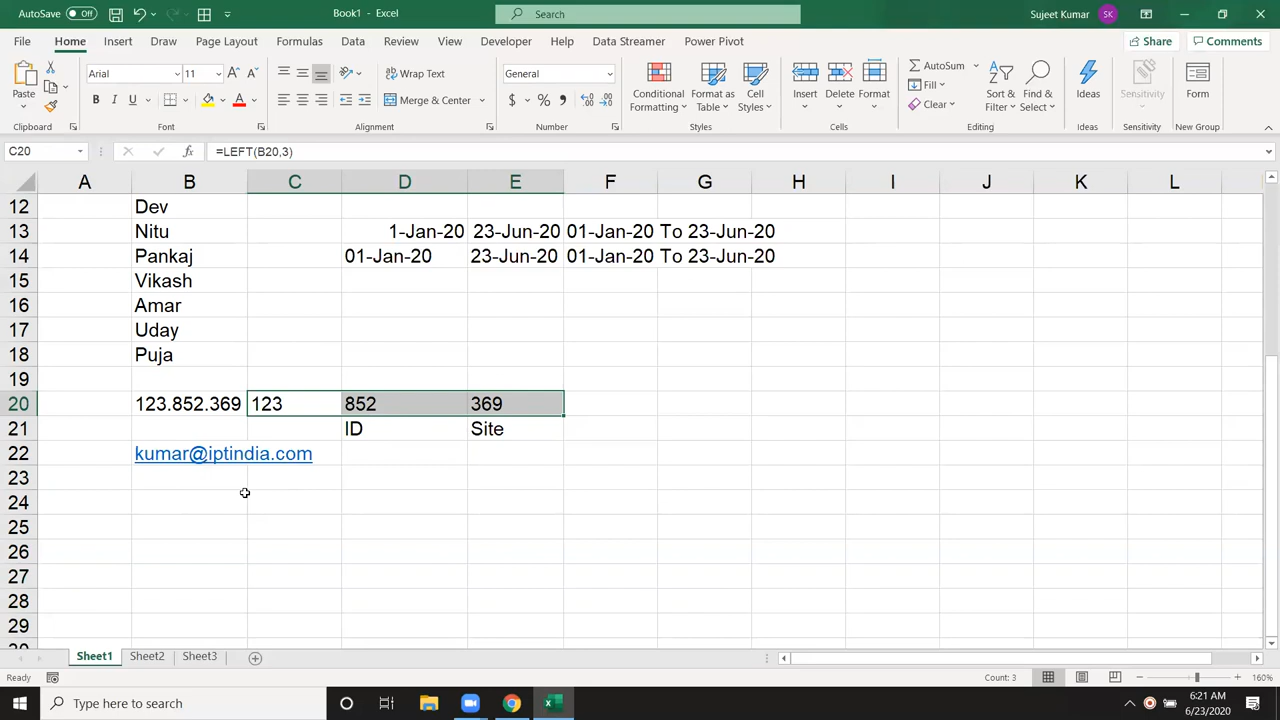 AutoSave Off Book1 - Excel Search Sujeet Kumar SK
File Home Insert Draw Page Layout Formulas Data Review View Developer Help Data Streamer Power Pivot Share Comments
Paste Arial 11 Wrap Text General Conditional Formatting Format as Table Cell Styles Insert Delete Format AutoSum Sort & Filter Find & Select Ideas Sensitivity Form
B I U A Merge & Center $ % Fill
Clear
Clipboard Font Alignment Number Styles Cells Editing Ideas Sensitivity New Group
C20 fx =LEFT(B20,3)
A B C D E F G H I J K L
12 Dev
13 Nitu 1-Jan-20 23-Jun-20 01-Jan-20 To 23-Jun-20
14 Pankaj 01-Jan-20 23-Jun-20 01-Jan-20 To 23-Jun-20
15 Vikash
16 Amar
17 Uday
18 Puja
19
20 123.852.369 123 852 369
21 ID Site
22 kumar@iptindia.com
23
24
25
26
27
28
29
30
Sheet1 Sheet2 Sheet3
Ready Count: 3 160%
Type here to search 6:21 AM
6/23/2020